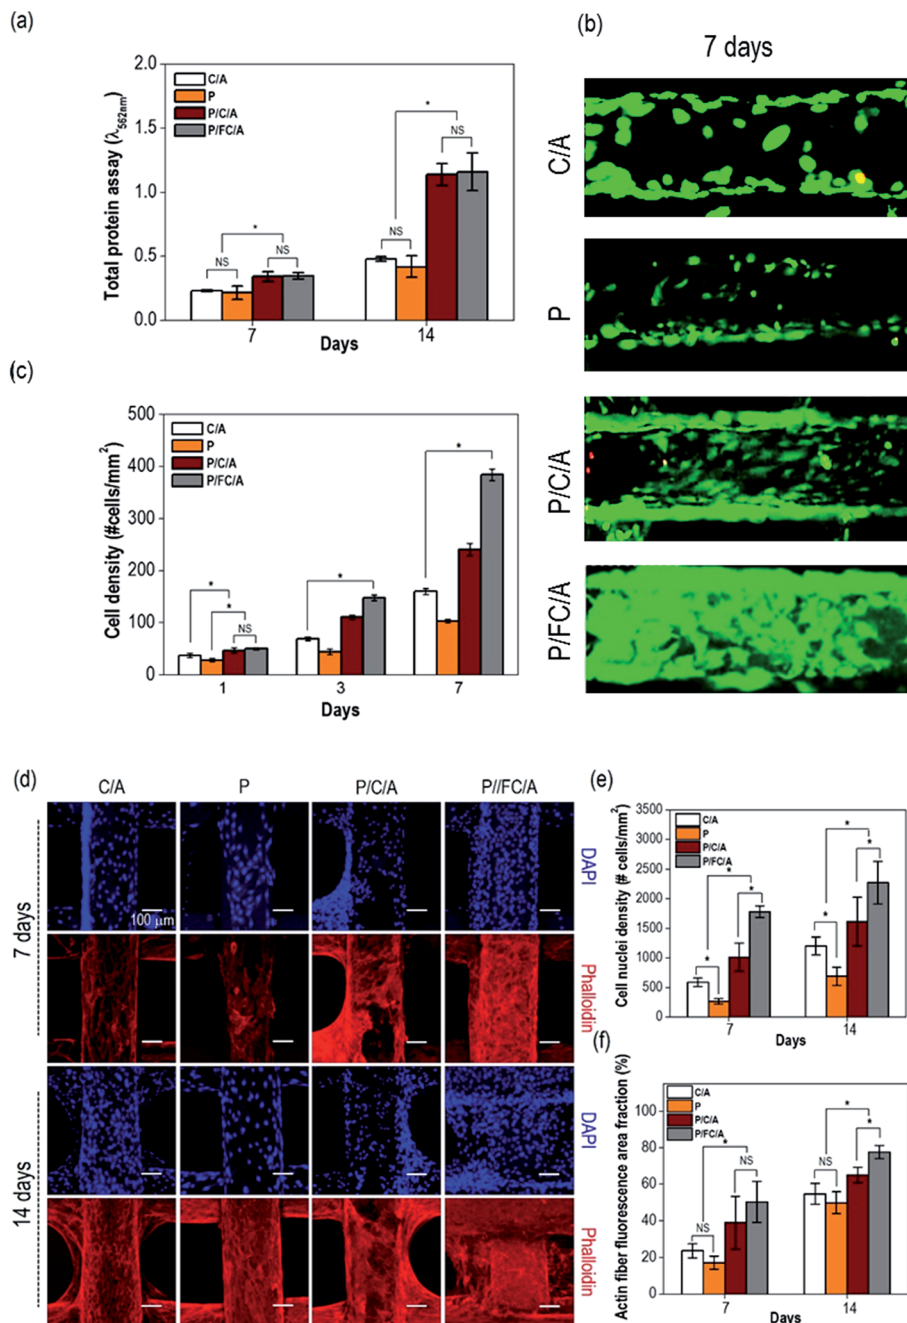 (a)
Total protein assay (λ562nm)
2.0
1.5
1.0
0.5
0.0
C/A
P
P/C/A
P/FC/A
*
NS
NS
*
NS
NS
7
14
Days
(b)
7 days
C/A
P
P/C/A
P/FC/A
(c)
Cell density (#cells/mm²)
500
400
300
200
100
0
C/A
P
P/C/A
P/FC/A
*
*
NS
*
*
1
3
7
Days
(d)
C/A
P
P/C/A
P//FC/A
7 days
14 days
100 μm
DAPI
Phalloidin
DAPI
Phalloidin
(e)
Cell nuclei density (# cells/mm²)
3500
3000
2500
2000
1500
1000
500
0
C/A
P
P/C/A
P/FC/A
*
*
*
*
*
*
7
14
Days
(f)
Actin fiber fluorescence area fraction (%)
100
80
60
40
20
0
C/A
P
P/C/A
P/FC/A
*
NS
NS
*
NS
*
7
14
Days